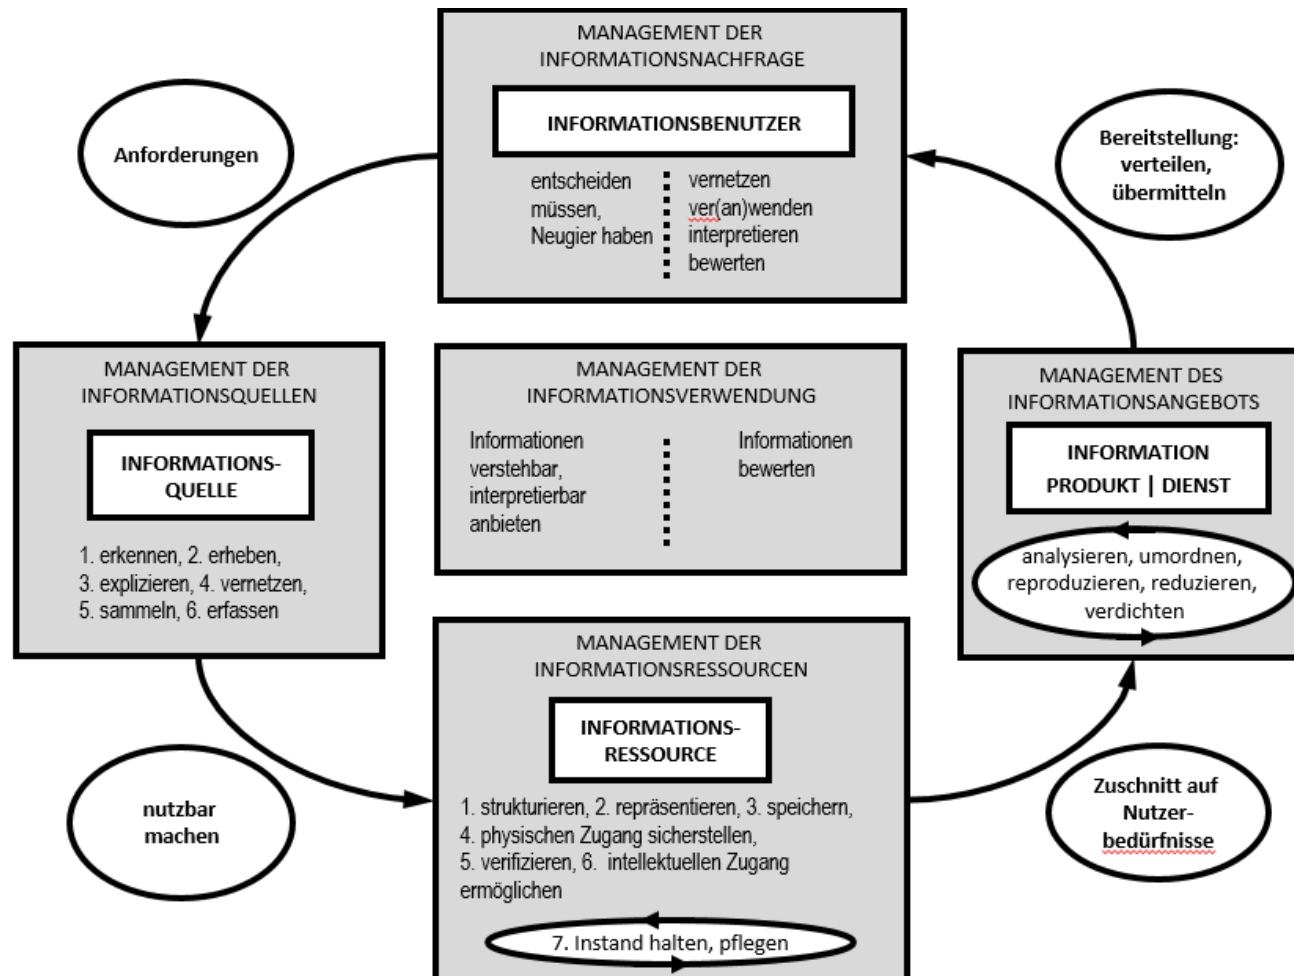 MANAGEMENT DER
INFORMATIONSNACHFRAGE
INFORMATIONSBENUTZER
entscheiden
müssen,
Neugier haben
vernetzen
ver(an)wenden
interpretieren
bewerten
Anforderungen
Bereitstellung:
verteilen,
übermitteln
MANAGEMENT DER
INFORMATIONSQUELLEN
INFORMATIONS-
QUELLE
1. erkennen, 2. erheben,
3. explizieren, 4. vernetzen,
5. sammeln, 6. erfassen
MANAGEMENT DER
INFORMATIONSVERWENDUNG
Informationen
verstehbar,
interpretierbar
anbieten
Informationen
bewerten
MANAGEMENT DES
INFORMATIONSANGEBOTS
INFORMATION
PRODUKT | DIENST
analysieren, umordnen,
reproduzieren, reduzieren,
verdichten
nutzbar
machen
MANAGEMENT DER
INFORMATIONSRESSOURCEN
INFORMATIONS-
RESSOURCE
1. strukturieren, 2. repräsentieren, 3. speichern,
4. physischen Zugang sicherstellen,
5. verifizieren, 6. intellektuellen Zugang
ermöglichen
7. Instand halten, pflegen
Zuschnitt auf
Nutzer-
bedürfnisse